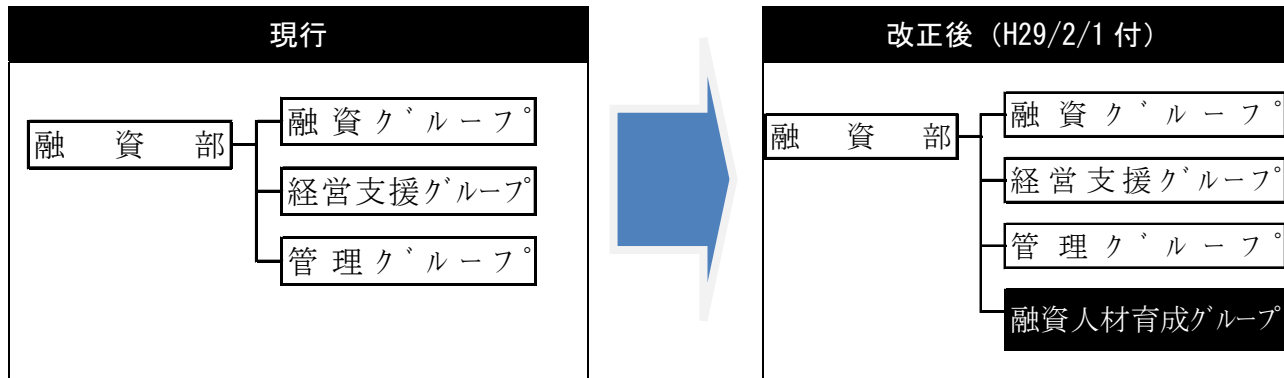 現行
融資部
融資グループ
経営支援グループ
管理グループ
改正後（H29/2/1付）
融資部
融資グループ
経営支援グループ
管理グループ
融資人材育成グループ